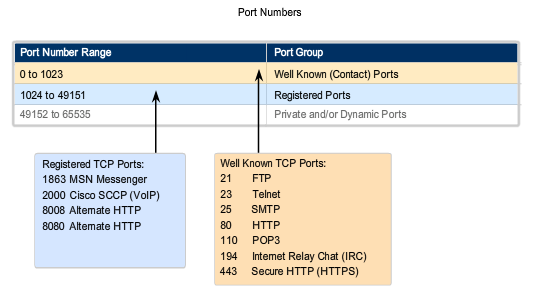 Port Numbers
Port Number Range Port Group
0 to 1023 Well Known (Contact) Ports
1024 to 49151 Registered Ports
49152 to 65535 Private and/or Dynamic Ports
Registered TCP Ports:
1863 MSN Messenger
2000 Cisco SCCP (VoIP)
8008 Alternate HTTP
8080 Alternate HTTP
Well Known TCP Ports:
21 FTP
23 Telnet
25 SMTP
80 HTTP
110 POP3
194 Internet Relay Chat (IRC)
443 Secure HTTP (HTTPS)